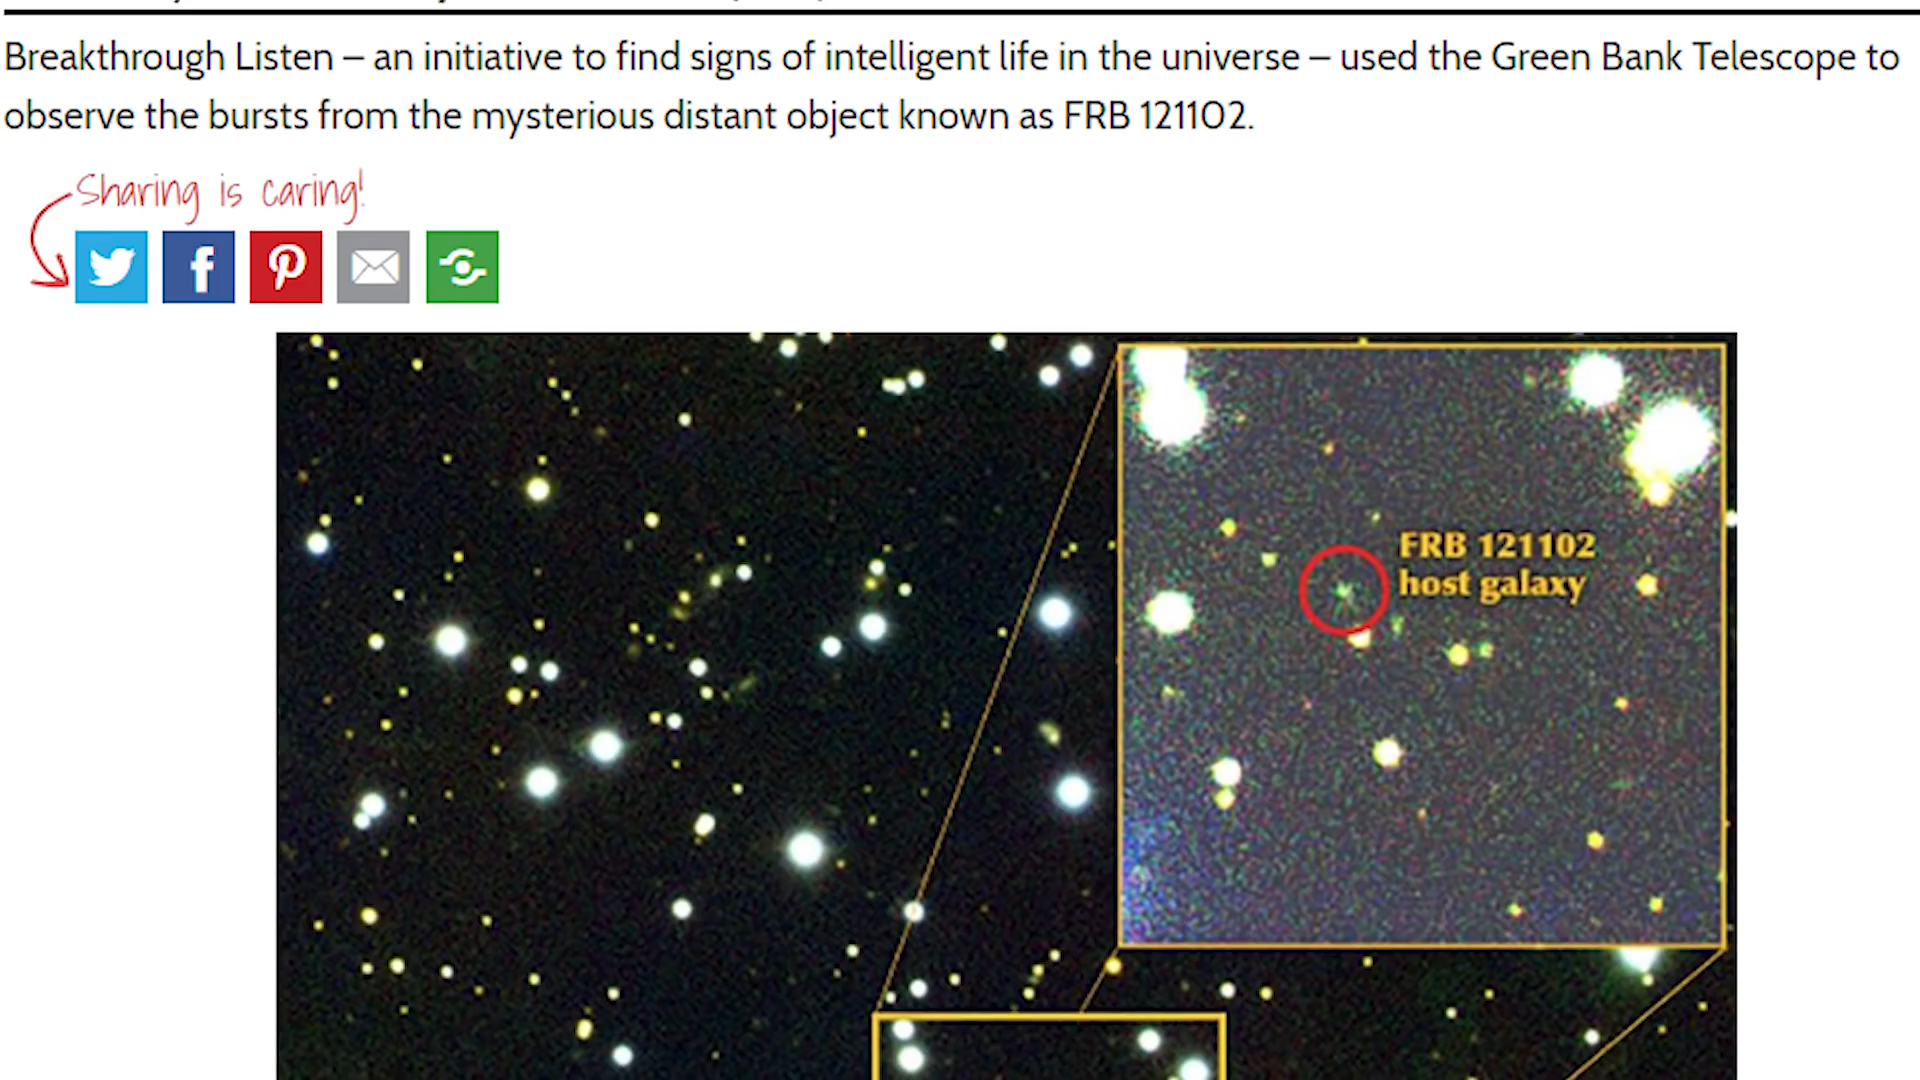 Breakthrough Listen – an initiative to find signs of intelligent life in the universe – used the Green Bank Telescope to
observe the bursts from the mysterious distant object known as FRB 121102.
Sharing is caring!
FRB 121102
host galaxy